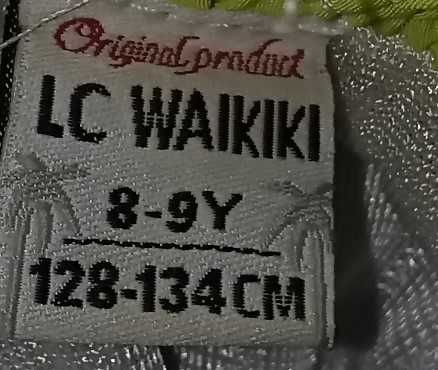 Original product
LC WAIKIKI
8-9Y
128-134CM